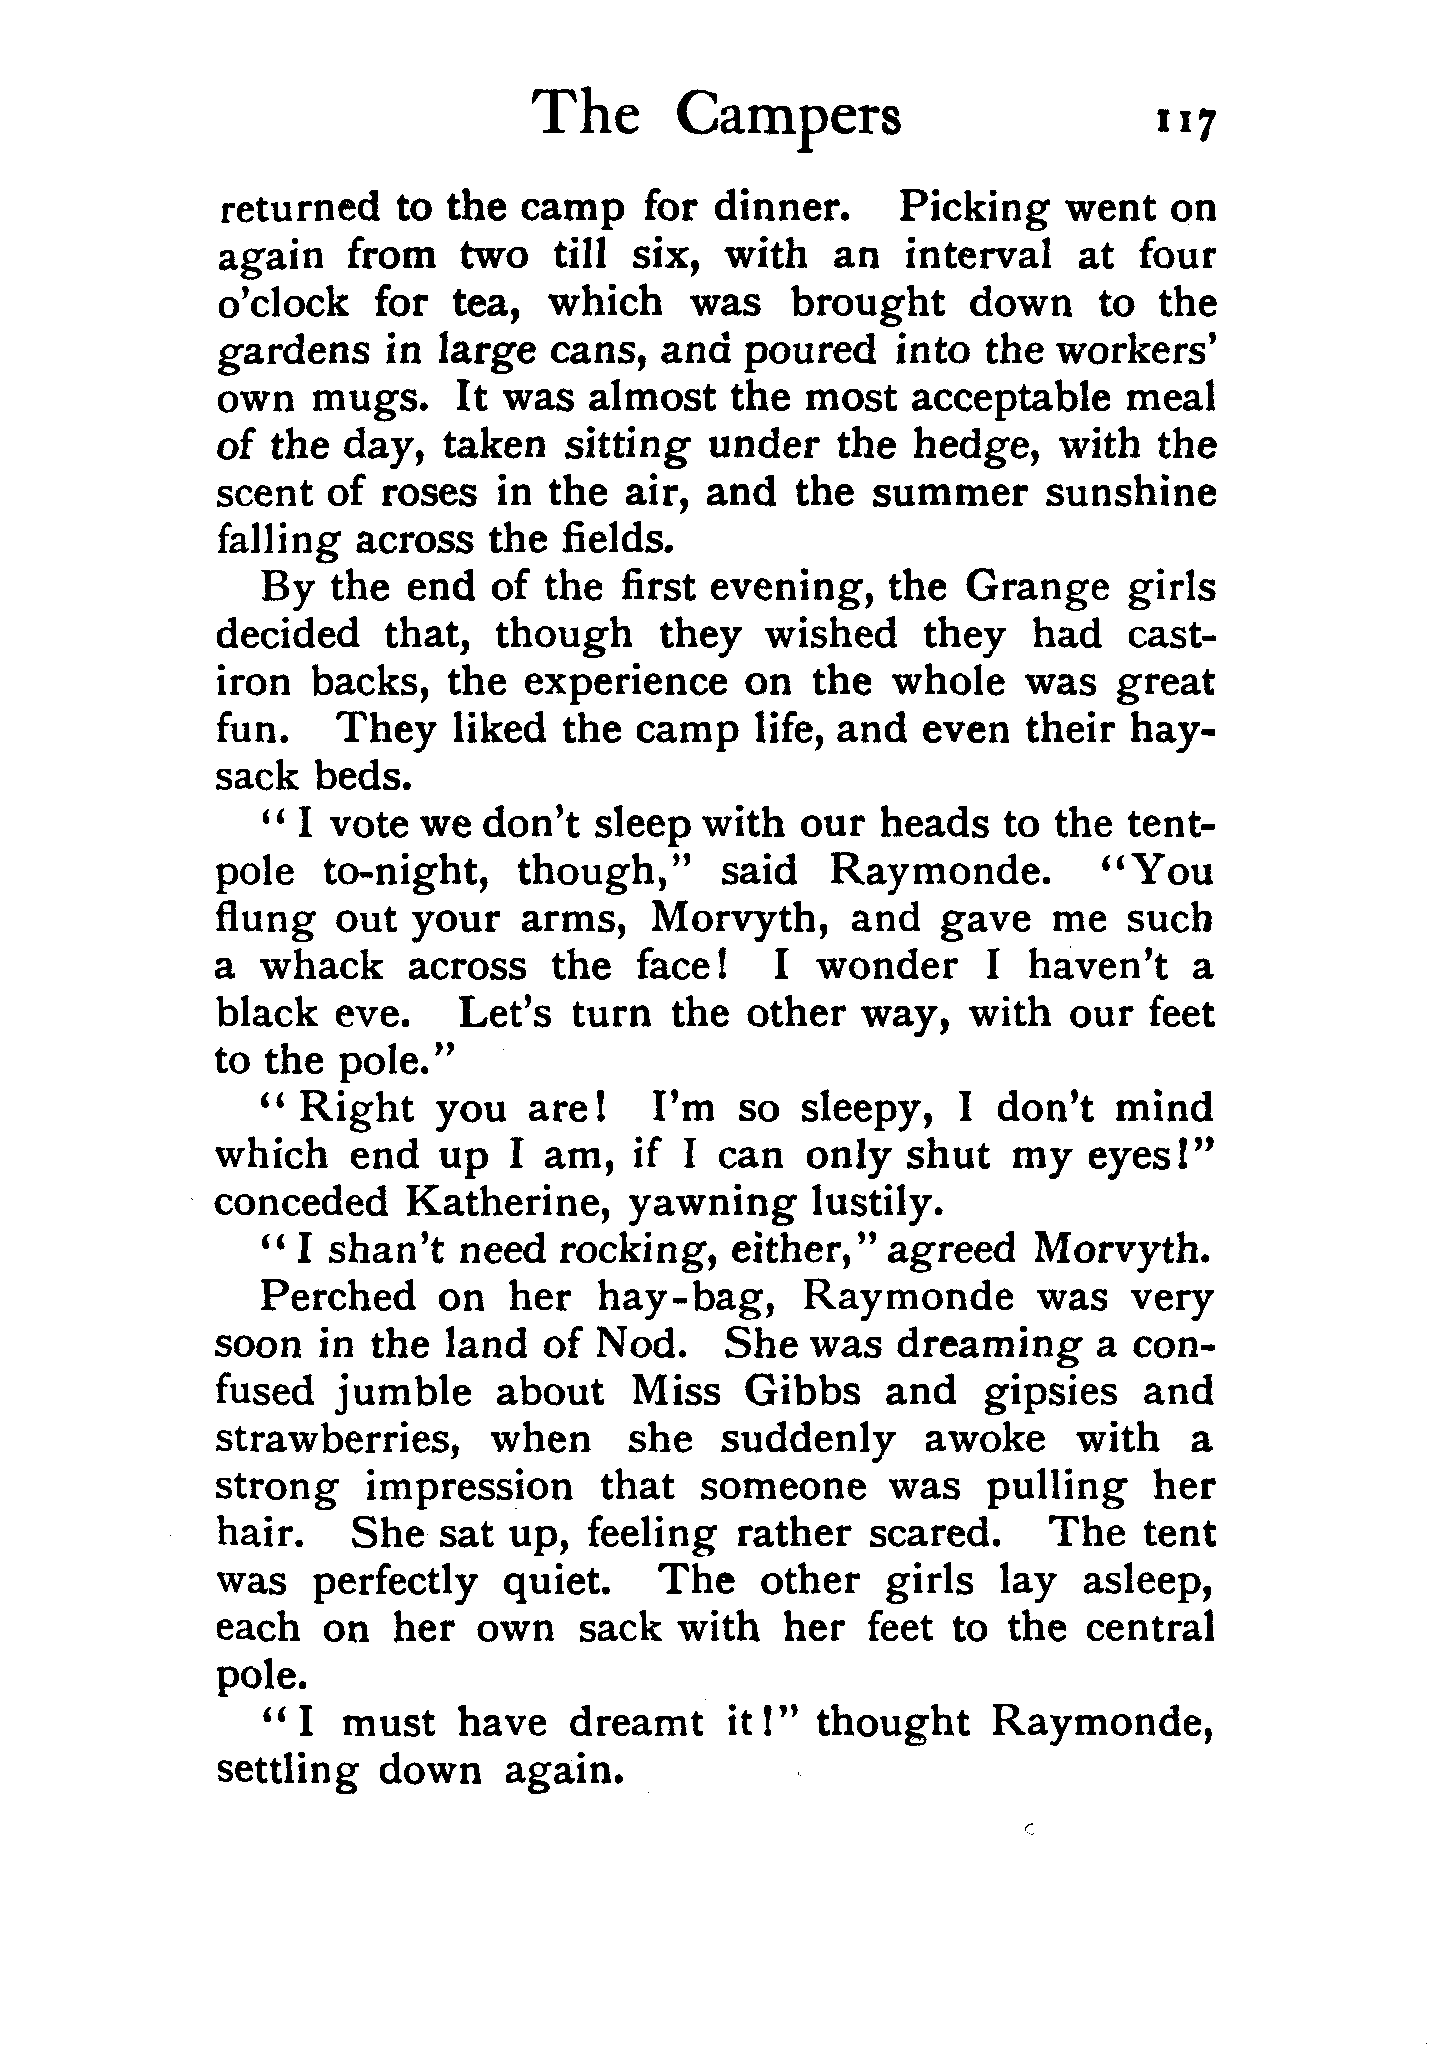 The Campers 117
returned to the camp for dinner. Picking went on
again from two till six, with an interval at four
o'clock for tea, which was brought down to the
gardens in large cans, and poured into the workers'
own mugs. It was almost the most acceptable meal
of the day, taken sitting under the hedge, with the
scent of roses in the air, and the summer sunshine
falling across the fields.
By the end of the first evening, the Grange girls
decided that, though they wished they had cast-
iron backs, the experience on the whole was great
fun. They liked the camp life, and even their hay-
sack beds.
“I vote we don't sleep with our heads to the tent-
pole to-night, though,” said Raymonde. “You
flung out your arms, Morvyth, and gave me such
a whack across the face! I wonder I haven't a
black eve. Let's turn the other way, with our feet
to the pole.”
“Right you are! I'm so sleepy, I don't mind
which end up I am, if I can only shut my eyes!”
conceded Katherine, yawning lustily.
“I shan't need rocking, either,” agreed Morvyth.
Perched on her hay-bag, Raymonde was very
soon in the land of Nod. She was dreaming a con-
fused jumble about Miss Gibbs and gipsies and
strawberries, when she suddenly awoke with a
strong impression that someone was pulling her
hair. She sat up, feeling rather scared. The tent
was perfectly quiet. The other girls lay asleep,
each on her own sack with her feet to the central
pole.
“I must have dreamt it!” thought Raymonde,
settling down again.